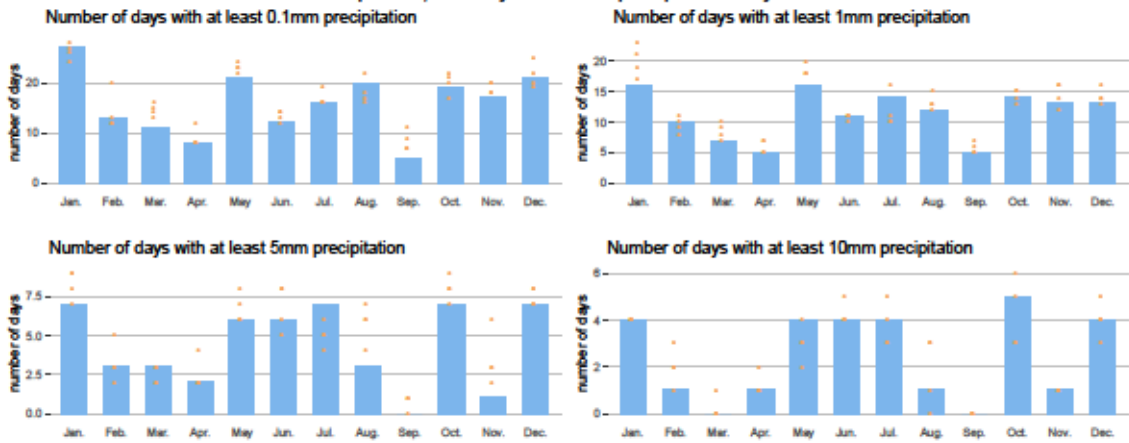 Number of days with at least 0.1mm precipitation
number of days
20
10
0
Jan. Feb. Mar. Apr. May Jun. Jul. Aug. Sep. Oct. Nov. Dec.
Number of days with at least 1mm precipitation
number of days
20
15
10
5
0
Jan. Feb. Mar. Apr. May Jun. Jul. Aug. Sep. Oct. Nov. Dec.
Number of days with at least 5mm precipitation
number of days
7.5
5.0
2.5
0.0
Jan. Feb. Mar. Apr. May Jun. Jul. Aug. Sep. Oct. Nov. Dec.
Number of days with at least 10mm precipitation
number of days
6
4
2
0
Jan. Feb. Mar. Apr. May Jun. Jul. Aug. Sep. Oct. Nov. Dec.